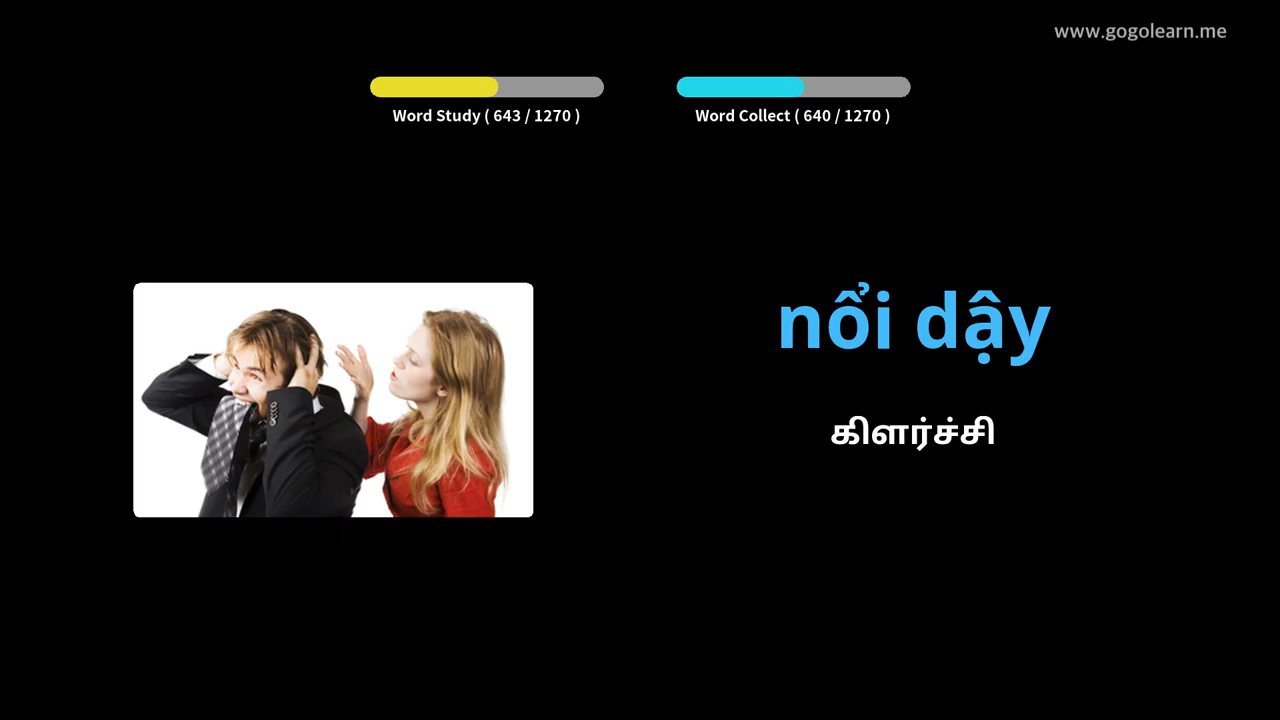 www.gogolearn.me
Word Study ( 643 / 1270 )
Word Collect ( 640 / 1270 )
nổi dậy
கிளர்ச்சி